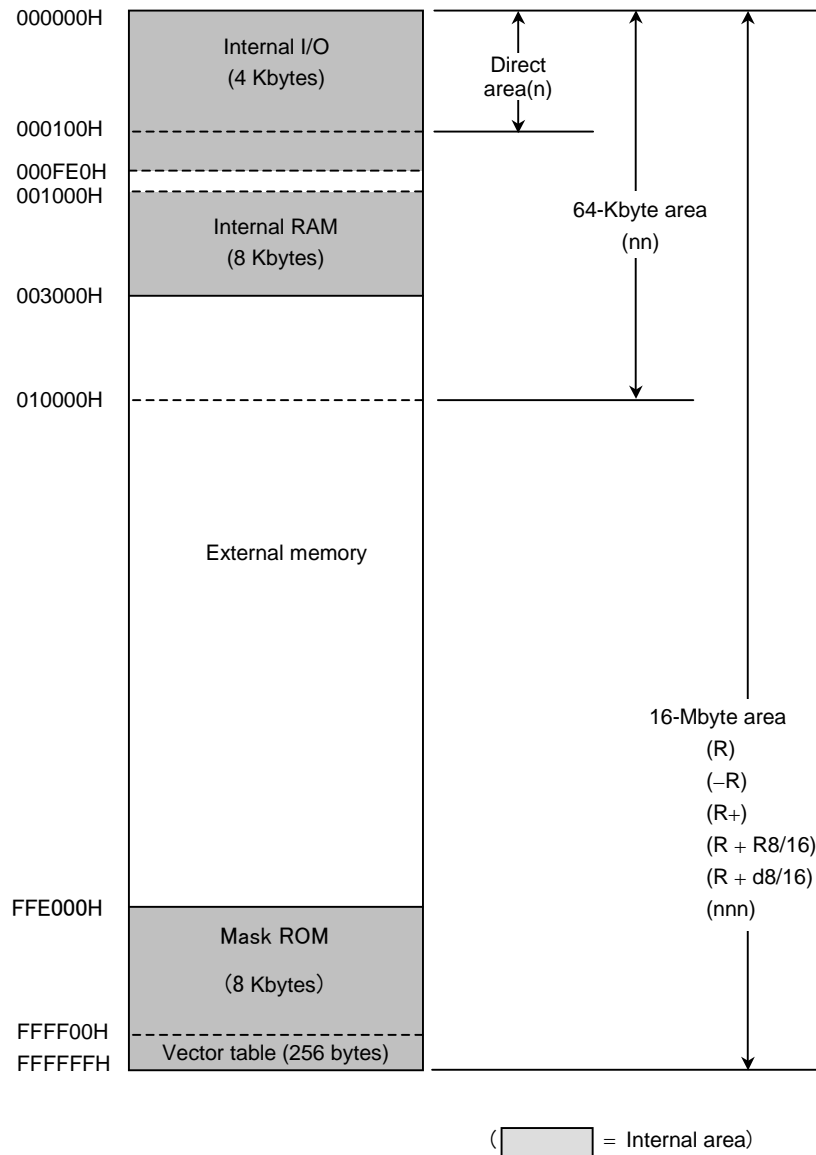 000000H
Internal I/O
(4 Kbytes)
Direct
area(n)
000100H
000FE0H
001000H
Internal RAM
(8 Kbytes)
64-Kbyte area
(nn)
003000H
010000H
External memory
16-Mbyte area
(R)
(−R)
(R+)
(R + R8/16)
(R + d8/16)
(nnn)
FFE000H
Mask ROM
(8 Kbytes)
FFFF00H
Vector table (256 bytes)
FFFFFFH
( = Internal area)